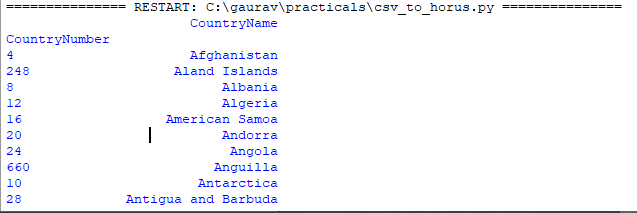 =============== RESTART: C:\gaurav\practicals\csv_to_horus.py ===============
CountryName
CountryNumber
4 Afghanistan
248 Aland Islands
8 Albania
12 Algeria
16 American Samoa
20 Andorra
24 Angola
660 Anguilla
10 Antarctica
28 Antigua and Barbuda